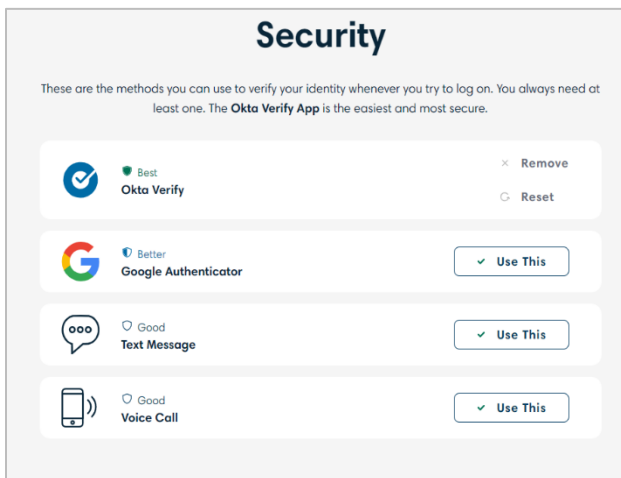 Security
These are the methods you can use to verify your identity whenever you try to log on. You always need at
least one. The Okta Verify App is the easiest and most secure.
Best
Okta Verify
Remove
Reset
Better
Google Authenticator
Use This
Good
Text Message
Use This
Good
Voice Call
Use This